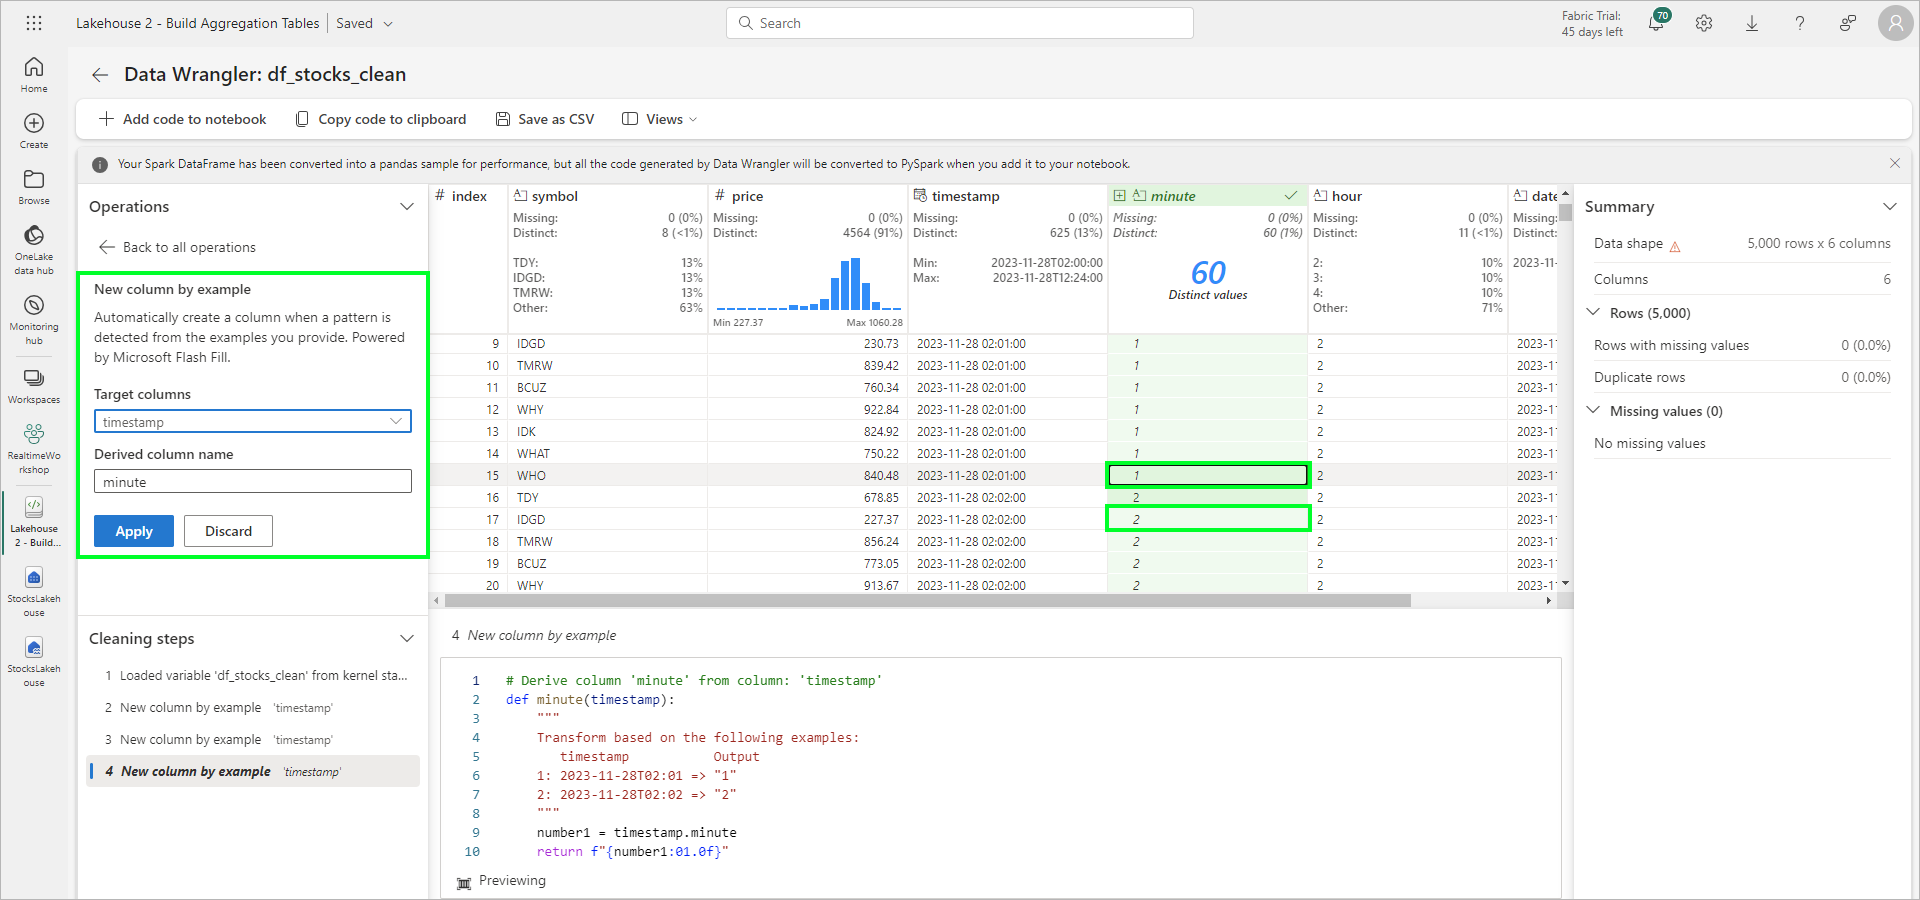 Lakehouse 2 - Build Aggregation Tables
Saved
Search
Fabric Trial:
45 days left
70
Home
Create
Browse
OneLake
data hub
Monitoring
hub
Workspaces
RealtimeWo
rkshop
Lakehouse
2 - Build...
StocksLakeh
ouse
StocksLakeh
ouse
Data Wrangler: df_stocks_clean
Add code to notebook
Copy code to clipboard
Save as CSV
Views
Your Spark DataFrame has been converted into a pandas sample for performance, but all the code generated by Data Wrangler will be converted to PySpark when you add it to your notebook.
Operations
Back to all operations
New column by example
Automatically create a column when a pattern is
detected from the examples you provide. Powered
by Microsoft Flash Fill.
Target columns
timestamp
Derived column name
minute
Apply Discard
Cleaning steps
1 Loaded variable 'df_stocks_clean' from kernel sta...
2 New column by example 'timestamp'
3 New column by example 'timestamp'
4 New column by example 'timestamp'
# index symbol # price timestamp minute hour date
Missing: 0 (0%) Missing: 0 (0%) Missing: 0 (0%) Missing: 0 (0%) Missing: 0 (0%) Missing:
Distinct: 8 (<1%) Distinct: 4564 (91%) Distinct: 625 (13%) Distinct: 60 (1%) Distinct: 11 (<1%) Distinct:
TDY: 13% Min: 2023-11-28T02:00:00 2: 10% 2023-11-
IDGD: 13% Max: 2023-11-28T12:24:00 60 3: 10%
TMRW: 13% Distinct values 4: 10%
Other: 63% Other: 71%
Min 227.37 Max 1060.28
9 IDGD 230.73 2023-11-28 02:01:00 1 2 2023-1
10 TMRW 839.42 2023-11-28 02:01:00 1 2 2023-1
11 BCUZ 760.34 2023-11-28 02:01:00 1 2 2023-1
12 WHY 922.84 2023-11-28 02:01:00 1 2 2023-1
13 IDK 824.92 2023-11-28 02:01:00 1 2 2023-1
14 WHAT 750.22 2023-11-28 02:01:00 1 2 2023-1
15 WHO 840.48 2023-11-28 02:01:00 1 2 2023-1
16 TDY 678.85 2023-11-28 02:02:00 2 2 2023-1
17 IDGD 227.37 2023-11-28 02:02:00 2 2 2023-1
18 TMRW 856.24 2023-11-28 02:02:00 2 2 2023-1
19 BCUZ 773.05 2023-11-28 02:02:00 2 2 2023-1
20 WHY 913.67 2023-11-28 02:02:00 2 2 2023-1
4 New column by example
1 # Derive column 'minute' from column: 'timestamp'
2 def minute(timestamp):
3 """
4 Transform based on the following examples:
5 timestamp Output
6 1: 2023-11-28T02:01 => "1"
7 2: 2023-11-28T02:02 => "2"
8 """
9 number1 = timestamp.minute
10 return f"{number1:01.0f}"
Previewing
Summary
Data shape 5,000 rows x 6 columns
Columns 6
Rows (5,000)
Rows with missing values 0 (0.0%)
Duplicate rows 0 (0.0%)
Missing values (0)
No missing values